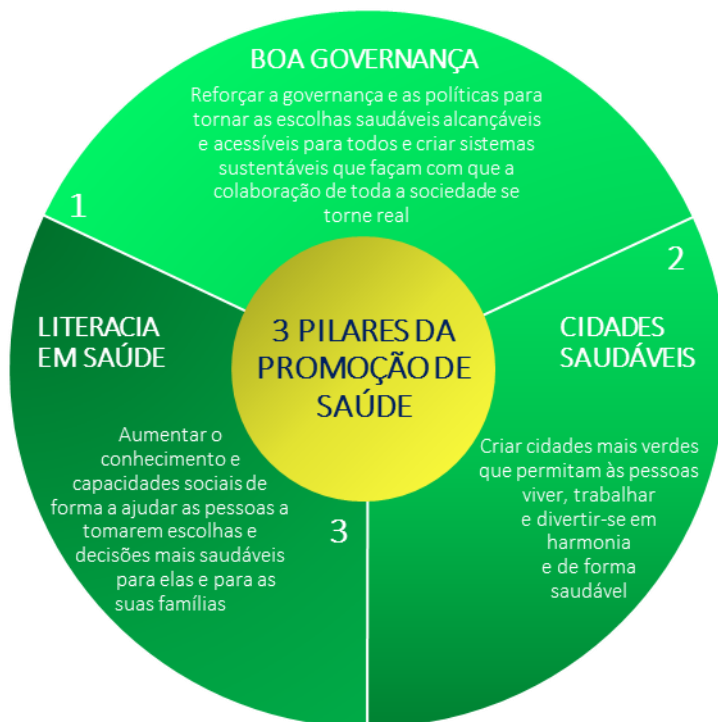 BOA GOVERNANÇA
Reforçar a governança e as políticas para
tornar as escolhas saudáveis alcançáveis
e acessíveis para todos e criar sistemas
sustentáveis que façam com que a
colaboração de toda a sociedade se
torne real
1
2
CIDADES
SAUDÁVEIS
Criar cidades mais verdes
que permitam às pessoas
viver, trabalhar
e divertir-se em
harmonia
e de forma
saudável
3
LITERACIA
EM SAÚDE
Aumentar o
conhecimento e
capacidades sociais de
forma a ajudar as pessoas a
tomarem escolhas e
decisões mais saudáveis
para elas e para as
suas famílias
3 PILARES DA
PROMOÇÃO DE
SAÚDE